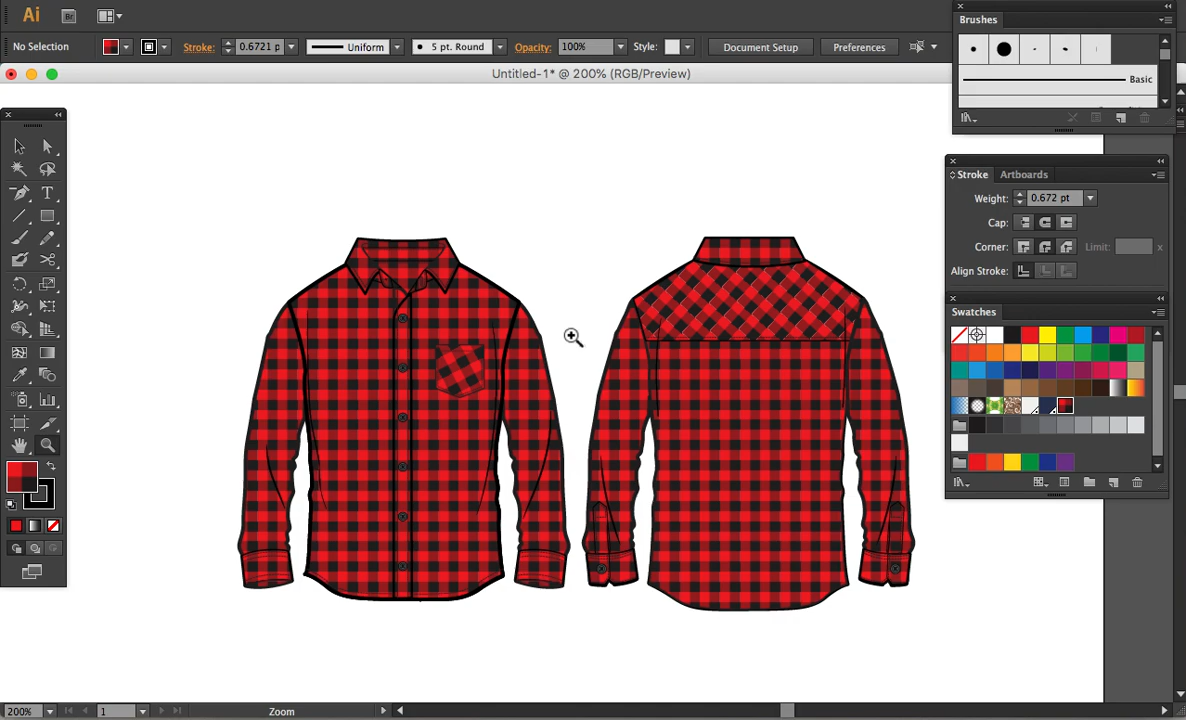 Ai
Br
Brushes
No Selection
Stroke:
0.6721 p
Uniform
5 pt. Round
Opacity:
100%
Style:
Document Setup
Preferences
Untitled-1* @ 200% (RGB/Preview)
Basic
Stroke
Artboards
Weight:
0.672 pt
Cap:
Corner:
Limit:
x
Align Stroke:
Swatches
T
200%
1
Zoom